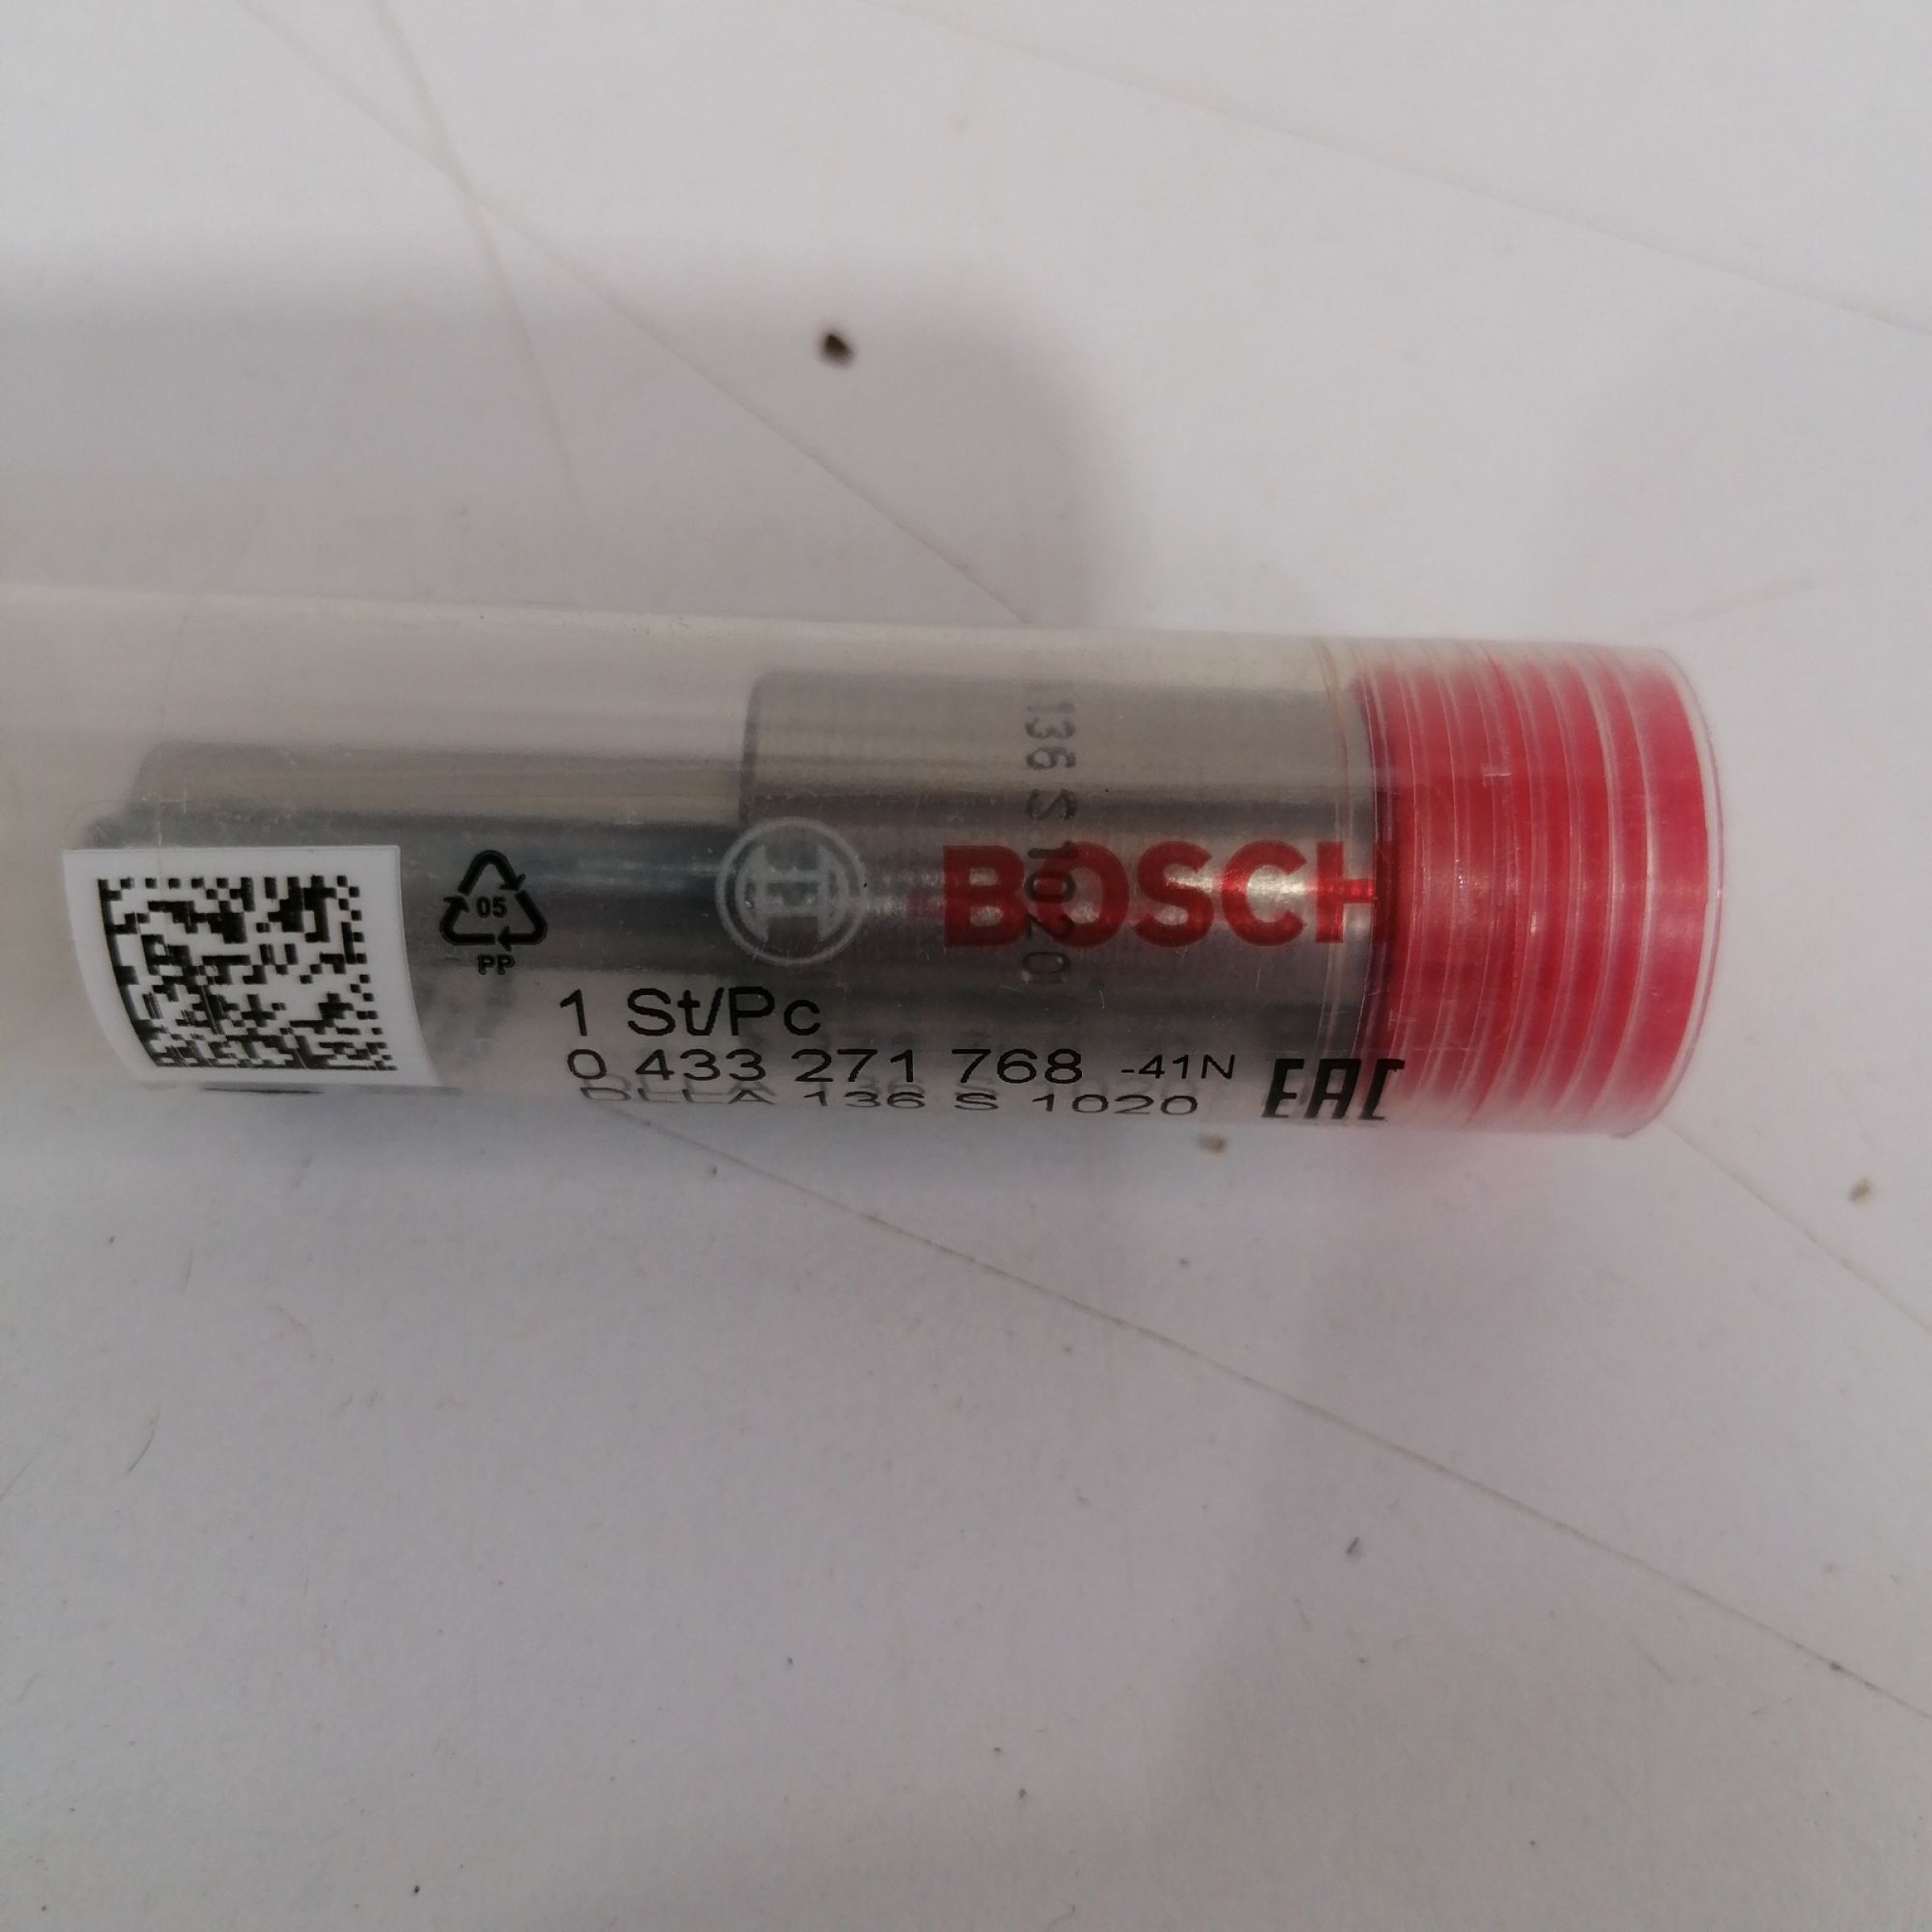 136 S 1020
BOSCH
05
PP
1 St/Pc
0 433 271 768 -41N
DLLA 136 S 1020
EAC